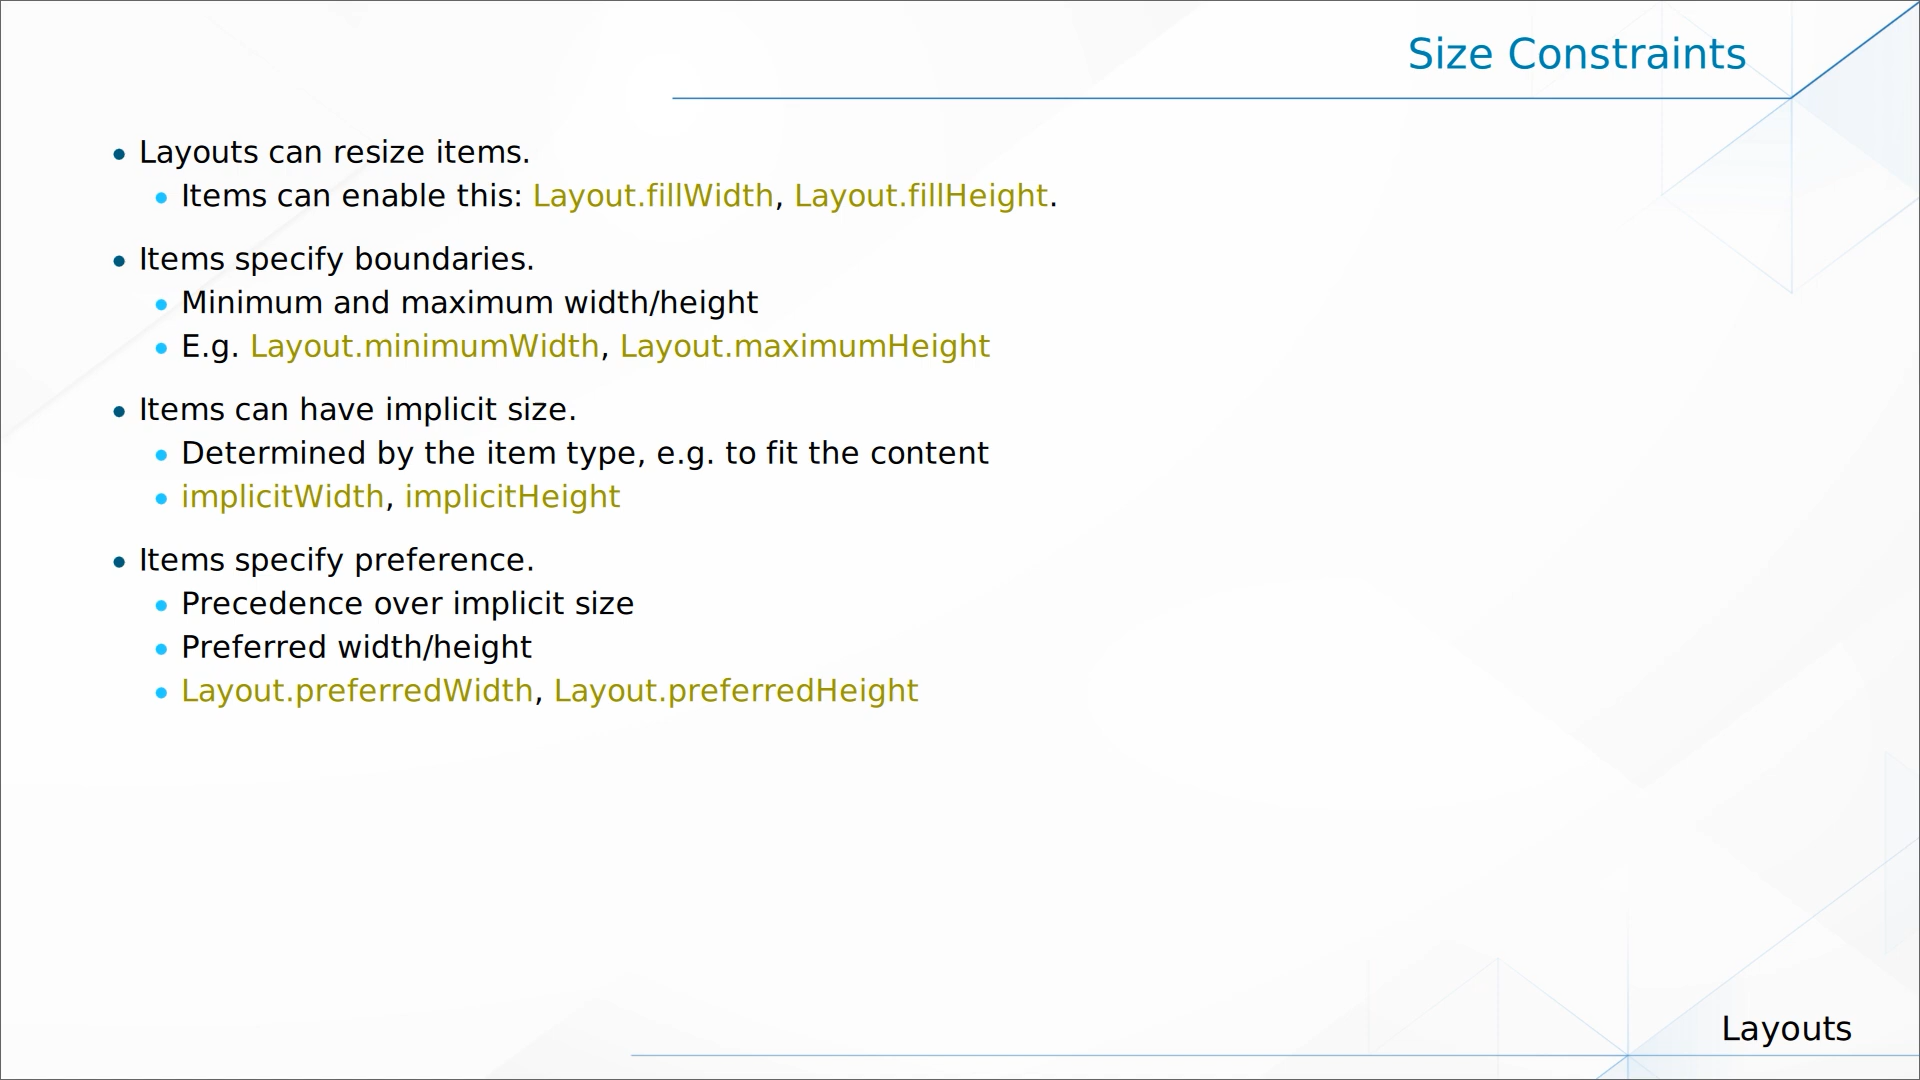 Size Constraints
Layouts can resize items.
Items can enable this: Layout.fillWidth, Layout.fillHeight.
Items specify boundaries.
Minimum and maximum width/height
E.g. Layout.minimumWidth, Layout.maximumHeight
Items can have implicit size.
Determined by the item type, e.g. to fit the content
implicitWidth, implicitHeight
Items specify preference.
Precedence over implicit size
Preferred width/height
Layout.preferredWidth, Layout.preferredHeight
Layouts